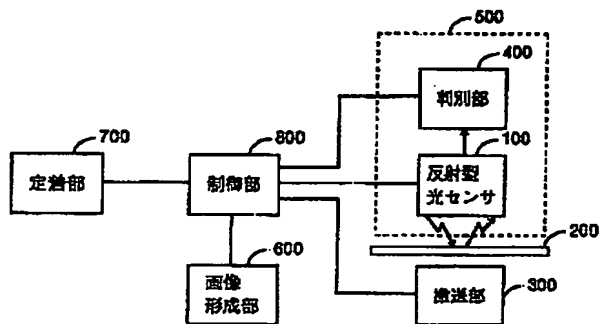 500
400
判別部
700
800
100
定着部
制御部
反射型
光センサ
200
600
画像
形成部
300
搬送部